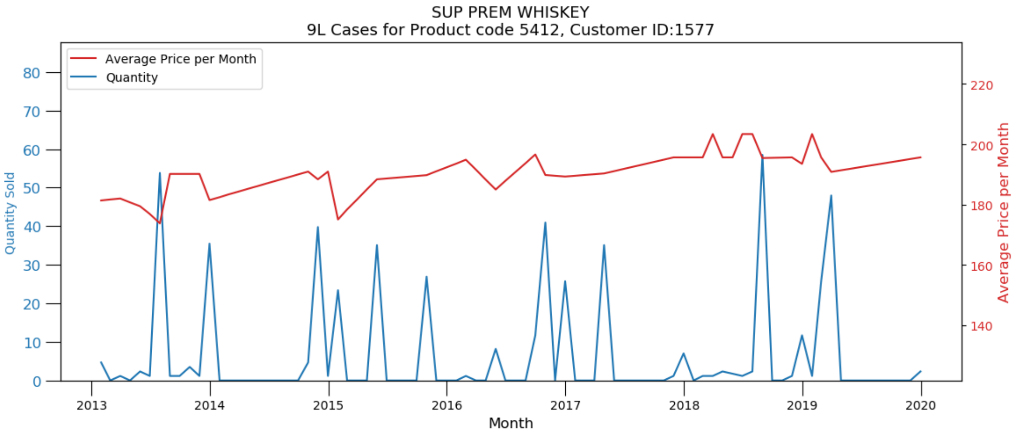 SUP PREM WHISKEY
9L Cases for Product code 5412, Customer ID:1577
Average Price per Month
Quantity
80
70
60
50
40
30
20
10
0
Quantity Sold
220
200
180
160
140
Average Price per Month
2013 2014 2015 2016 2017 2018 2019 2020
Month